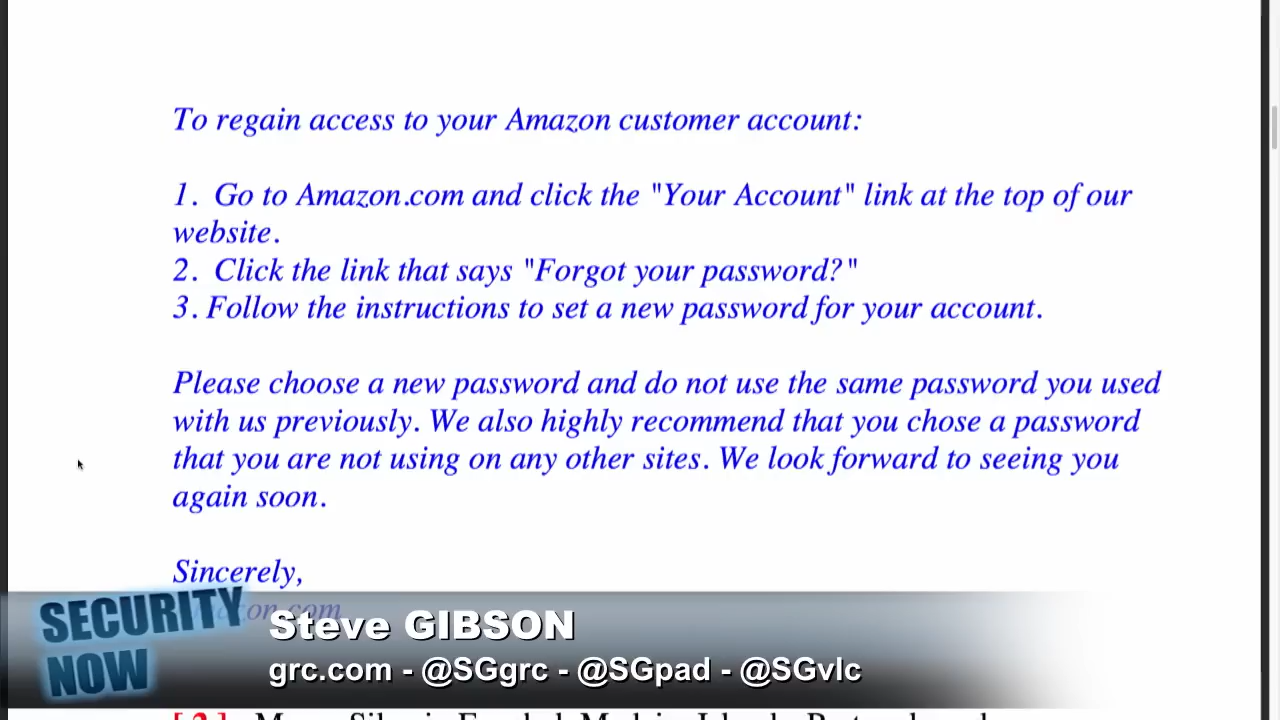 To regain access to your Amazon customer account:
1. Go to Amazon.com and click the "Your Account" link at the top of our
website.
2. Click the link that says "Forgot your password?"
3. Follow the instructions to set a new password for your account.
Please choose a new password and do not use the same password you used
with us previously. We also highly recommend that you chose a password
that you are not using on any other sites. We look forward to seeing you
again soon.
Sincerely,
SECURITY
NOW
Steve GIBSON
grc.com - @SGgrc - @SGpad - @SGvlc